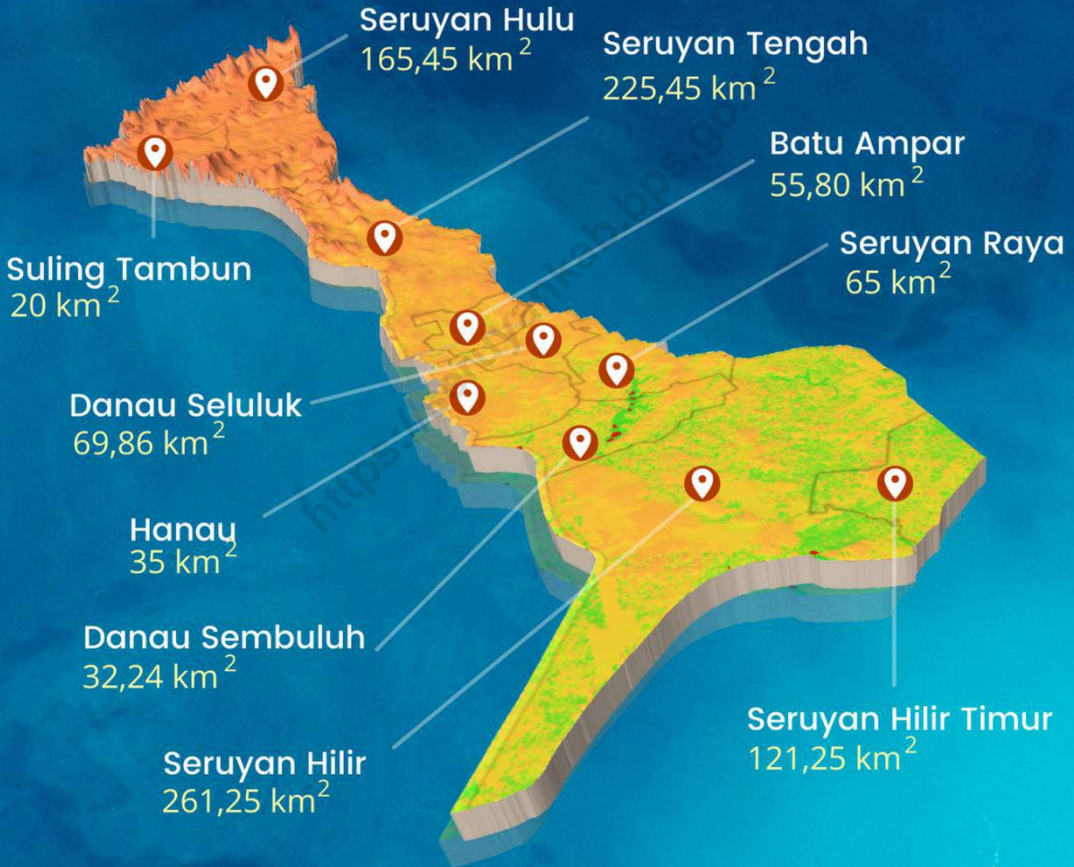 Seruyan Hulu
165,45 km²
Seruyan Tengah
225,45 km²
Batu Ampar
55,80 km²
Seruyan Raya
65 km²
Suling Tambun
20 km²
Danau Seluluk
69,86 km²
Hanau
35 km²
Danau Sembuluh
32,24 km²
Seruyan Hilir
261,25 km²
Seruyan Hilir Timur
121,25 km²